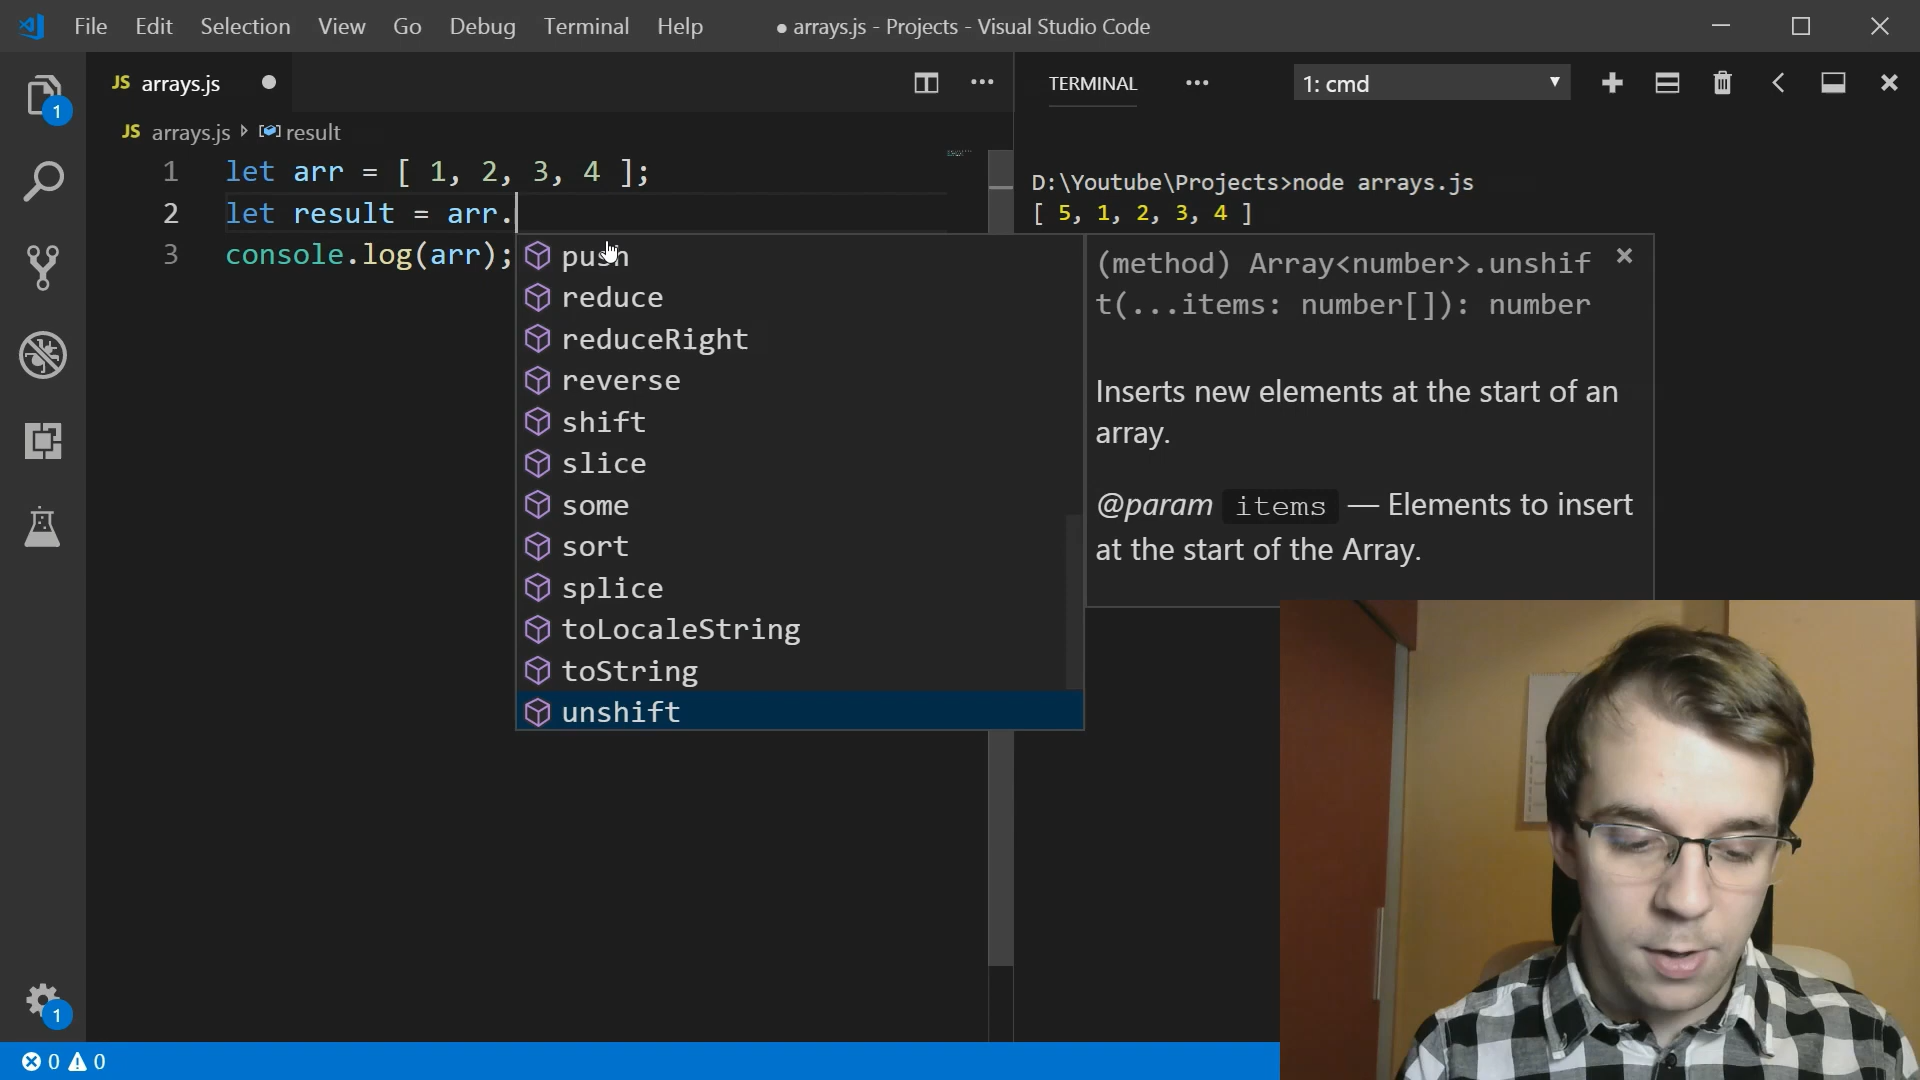 File Edit Selection View Go Debug Terminal Help ● arrays.js - Projects - Visual Studio Code
JS arrays.js
JS arrays.js result
1 let arr = [ 1, 2, 3, 4 ];
2 let result = arr.
3 console.log(arr);
push
reduce
reduceRight
reverse
shift
slice
some
sort
splice
toLocaleString
toString
unshift
TERMINAL 1: cmd
D:\Youtube\Projects>node arrays.js
[ 5, 1, 2, 3, 4 ]
(method) Array<number>.unshif
t(...items: number[]): number
Inserts new elements at the start of an
array.
@param items — Elements to insert
at the start of the Array.
1
1
0 0